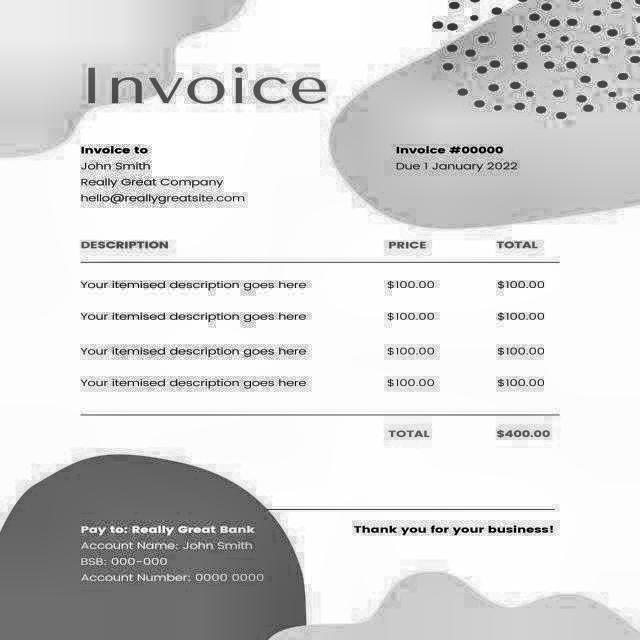 Invoice
Invoice to
John Smith
Really Great Company
hello@reallygreatsite.com
Invoice #00000
Due 1 January 2022
DESCRIPTION PRICE TOTAL
Your itemised description goes here $100.00 $100.00
Your itemised description goes here $100.00 $100.00
Your itemised description goes here $100.00 $100.00
Your itemised description goes here $100.00 $100.00
TOTAL $400.00
Pay to: Really Great Bank
Account Name: John Smith
BSB: 000-000
Account Number: 0000 0000
Thank you for your business!